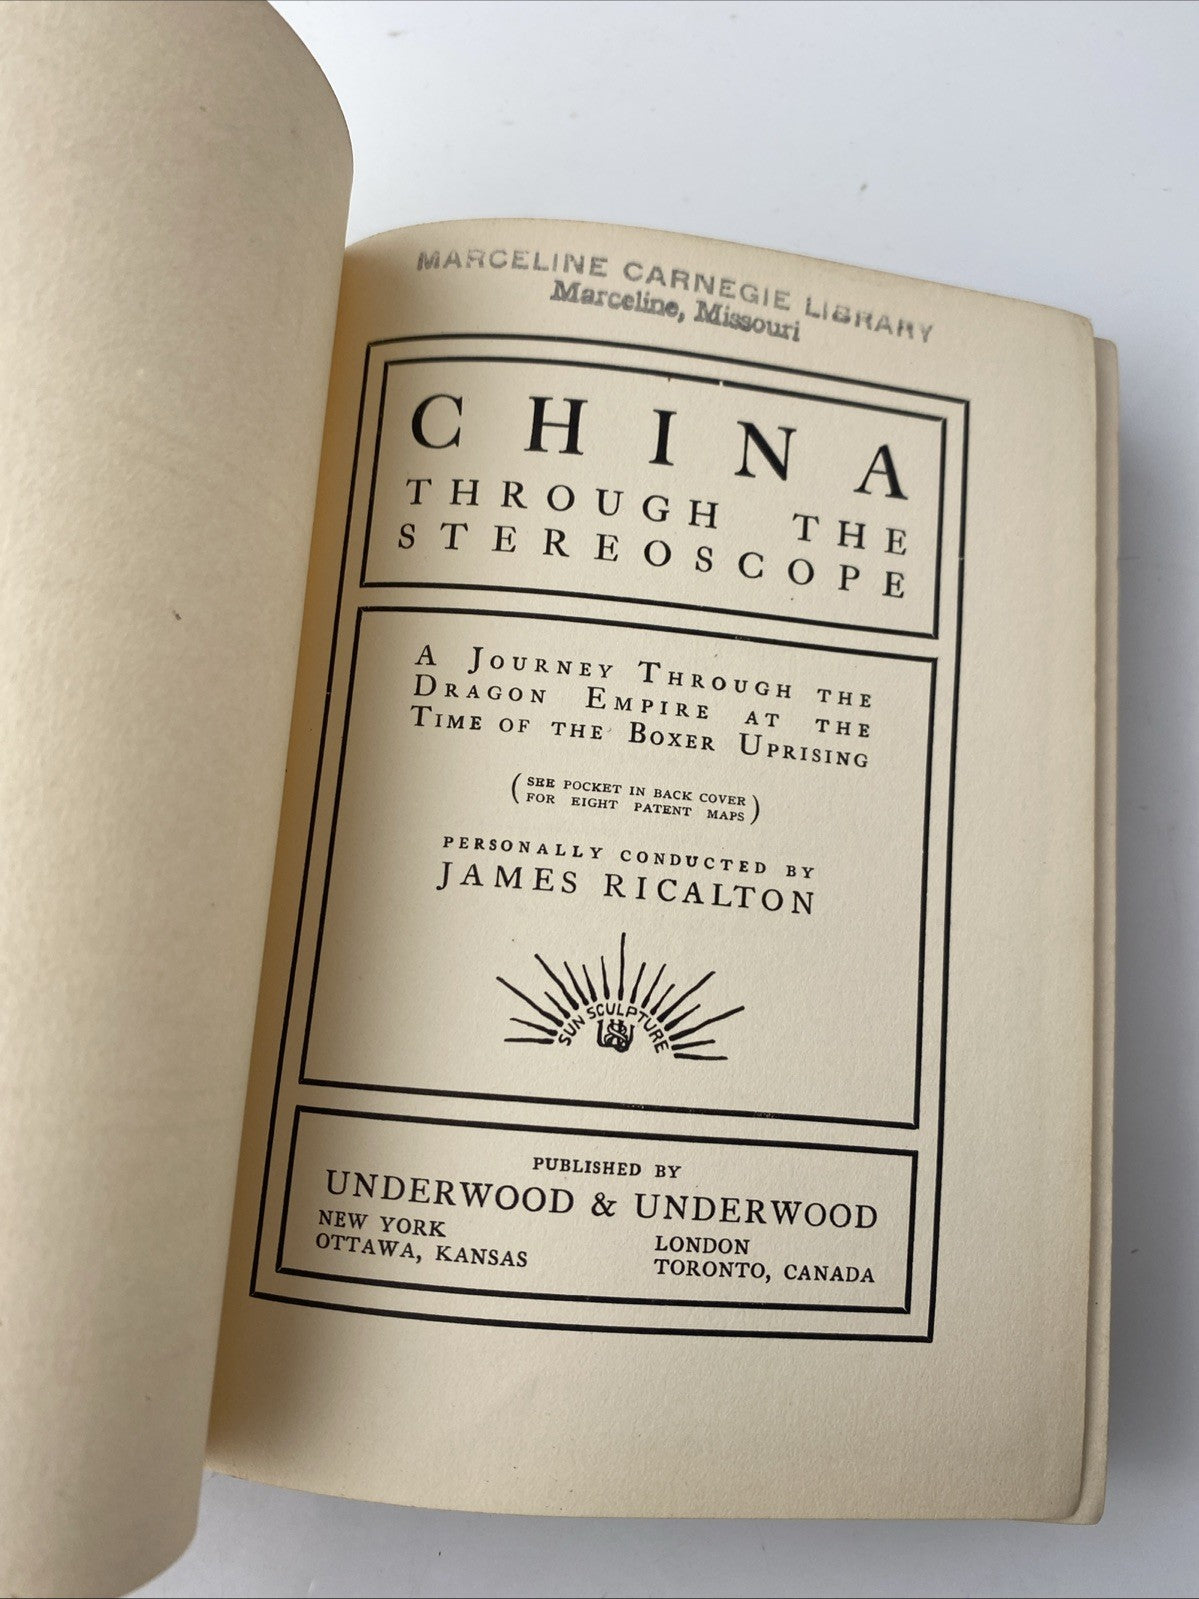 MARCELINE CARNEGIE LIBRARY
Marceline, Missouri
CHINA
THROUGH THE
STEREOSCOPE
A JOURNEY THROUGH THE
DRAGON EMPIRE AT THE
TIME OF THE BOXER UPRISING
(SEE POCKET IN BACK COVER
FOR EIGHT PATENT MAPS)
PERSONALLY CONDUCTED BY
JAMES RICALTON
SUN SCULPTURE
U&U
PUBLISHED BY
UNDERWOOD & UNDERWOOD
NEW YORK
OTTAWA, KANSAS
LONDON
TORONTO, CANADA